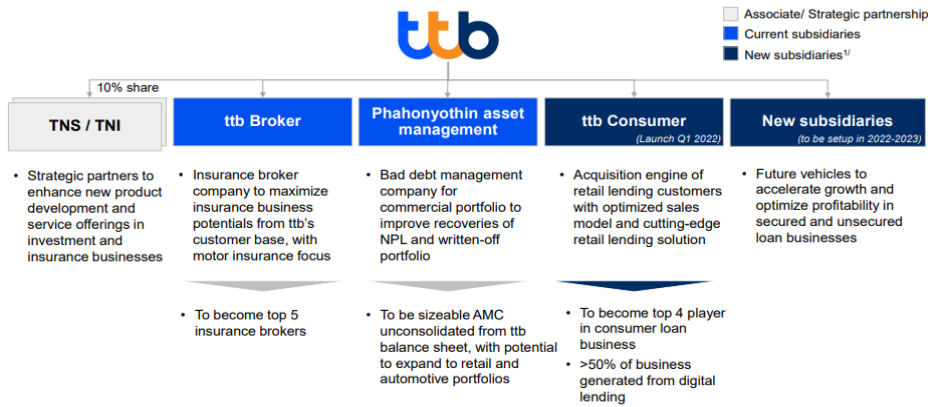 ttb
Associate/ Strategic partnership
Current subsidiaries
New subsidiaries1/
10% share
TNS / TNI
ttb Broker
Phahonyothin asset
management
ttb Consumer
(Launch Q1 2022)
New subsidiaries
(to be setup in 2022-2023)
• Strategic partners to
enhance new product
development and
service offerings in
investment and
insurance businesses
• Insurance broker
company to maximize
insurance business
potentials from ttb's
customer base, with
motor insurance focus
• Bad debt management
company for
commercial portfolio to
improve recoveries of
NPL and written-off
portfolio
• Acquisition engine of
retail lending customers
with optimized sales
model and cutting-edge
retail lending solution
• Future vehicles to
accelerate growth and
optimize profitability in
secured and unsecured
loan businesses
• To become top 5
insurance brokers
• To be sizeable AMC
unconsolidated from ttb
balance sheet, with potential
to expand to retail and
automotive portfolios
• To become top 4 player
in consumer loan
business
• >50% of business
generated from digital
lending